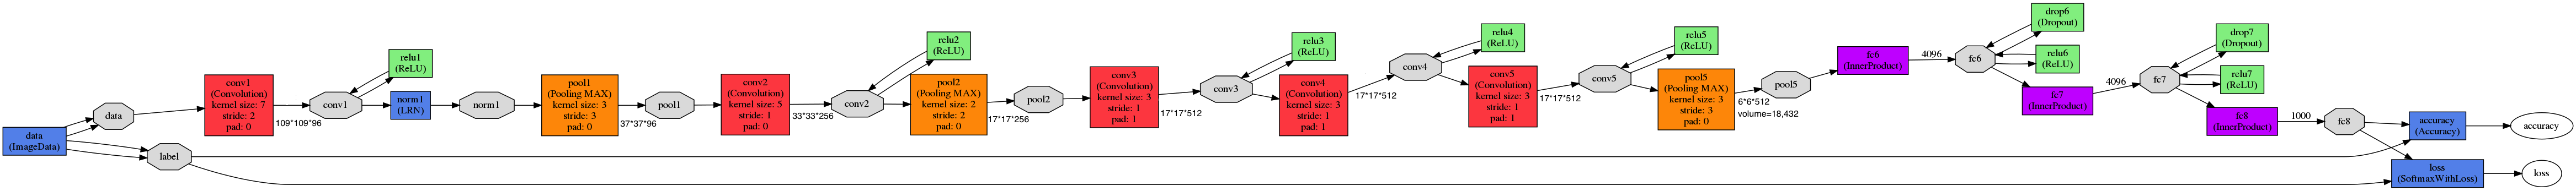 data
(ImageData)
data
label
conv1
(Convolution)
kernel size: 7
stride: 2
pad: 0
109*109*96
conv1
relu1
(ReLU)
norm1
(LRN)
norm1
pool1
(Pooling MAX)
kernel size: 3
stride: 3
pad: 0
37*37*96
pool1
conv2
(Convolution)
kernel size: 5
stride: 1
pad: 0
33*33*256
conv2
relu2
(ReLU)
pool2
(Pooling MAX)
kernel size: 2
stride: 2
pad: 0
17*17*256
pool2
conv3
(Convolution)
kernel size: 3
stride: 1
pad: 1
17*17*512
conv3
relu3
(ReLU)
conv4
(Convolution)
kernel size: 3
stride: 1
pad: 1
17*17*512
conv4
relu4
(ReLU)
conv5
(Convolution)
kernel size: 3
stride: 1
pad: 1
17*17*512
conv5
relu5
(ReLU)
pool5
(Pooling MAX)
kernel size: 3
stride: 3
pad: 0
6*6*512
volume=18,432
pool5
fc6
(InnerProduct)
4096
fc6
drop6
(Dropout)
relu6
(ReLU)
fc7
(InnerProduct)
4096
fc7
drop7
(Dropout)
relu7
(ReLU)
fc8
(InnerProduct)
1000
fc8
accuracy
(Accuracy)
accuracy
loss
(SoftmaxWithLoss)
loss